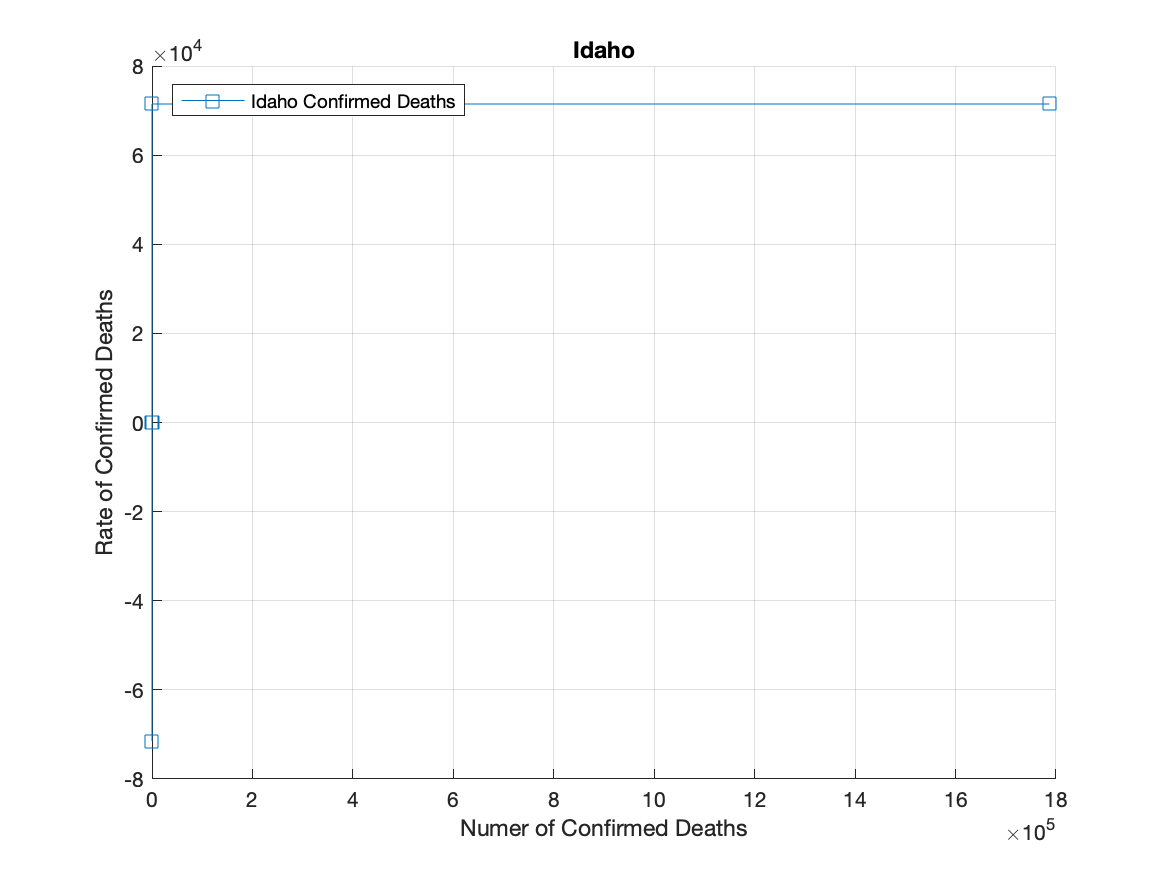 Idaho
×10⁴
8
6
4
2
0
-2
-4
-6
-8
Idaho Confirmed Deaths
Rate of Confirmed Deaths
0 2 4 6 8 10 12 14 16 18
Numer of Confirmed Deaths
×10⁵